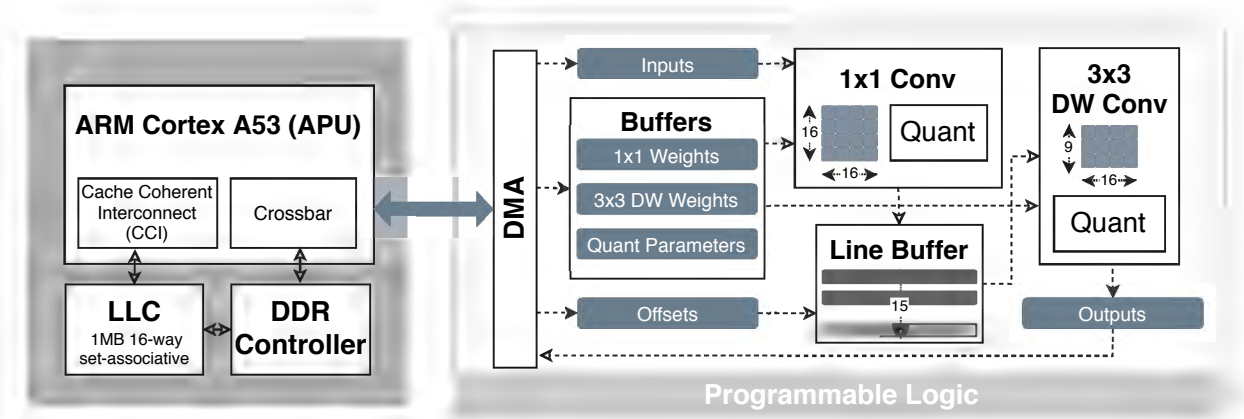 ARM Cortex A53 (APU)
Cache Coherent
Interconnect
(CCI)
Crossbar
LLC
1MB 16-way
set-associative
DDR
Controller
DMA
Inputs
Buffers
1x1 Weights
3x3 DW Weights
Quant Parameters
Offsets
1x1 Conv
16
16
Quant
Line Buffer
15
3x3
DW Conv
9
16
Quant
Outputs
Programmable Logic